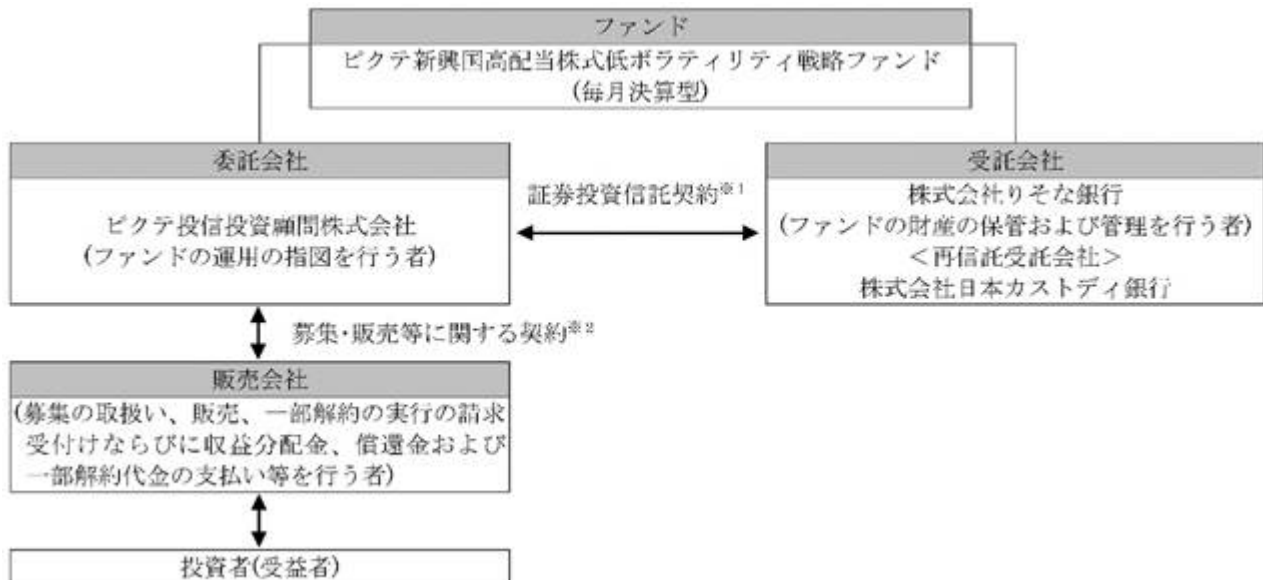 ファンド
ピクテ新興国高配当株式低ボラティリティ戦略ファンド
(毎月決算型)
委託会社
ピクテ投信投資顧問株式会社
(ファンドの運用の指図を行う者)
証券投資信託契約※1
受託会社
株式会社りそな銀行
(ファンドの財産の保管および管理を行う者)
<再信託受託会社>
株式会社日本カストディ銀行
募集・販売等に関する契約※2
販売会社
(募集の取扱い、販売、一部解約の実行の請求
受付けならびに収益分配金、償還金および
一部解約代金の支払い等を行う者)
投資者(受益者)